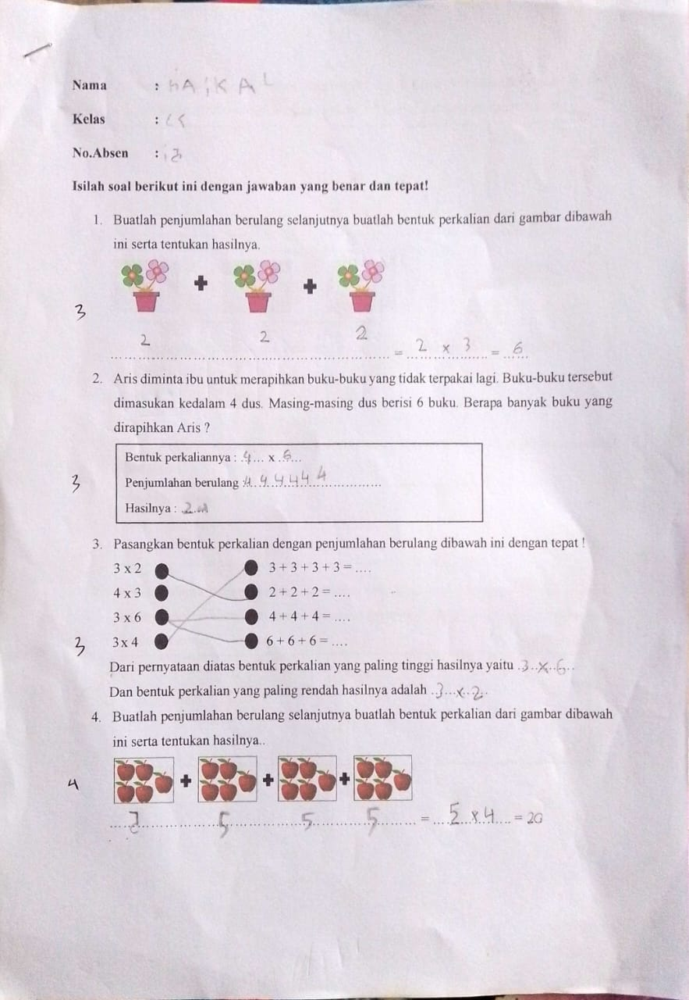 Nama : hAiKAL
Kelas :
No.Absen : 13
Isilah soal berikut ini dengan jawaban yang benar dan tepat!
1. Buatlah penjumlahan berulang selanjutnya buatlah bentuk perkalian dari gambar dibawah
ini serta tentukan hasilnya.
+ +
3
2 2 2 = 2 x 3 = 6
2. Aris diminta ibu untuk merapihkan buku-buku yang tidak terpakai lagi. Buku-buku tersebut
dimasukan kedalam 4 dus. Masing-masing dus berisi 6 buku. Berapa banyak buku yang
dirapihkan Aris ?
Bentuk perkaliannya : .4... x .6...
3 Penjumlahan berulang : 4 4 4 4 4 4
Hasilnya :
3. Pasangkan bentuk perkalian dengan penjumlahan berulang dibawah ini dengan tepat !
3 x 2 3 + 3 + 3 + 3 = ....
4 x 3 2 + 2 + 2 = ....
3 x 6 4 + 4 + 4 = ....
3 3 x 4 6 + 6 + 6 = ....
Dari pernyataan diatas bentuk perkalian yang paling tinggi hasilnya yaitu .3..x..6..
Dan bentuk perkalian yang paling rendah hasilnya adalah ..3...x..2..
4. Buatlah penjumlahan berulang selanjutnya buatlah bentuk perkalian dari gambar dibawah
ini serta tentukan hasilnya..
4 + + +
5 5 5 = 5 x 4 = 20